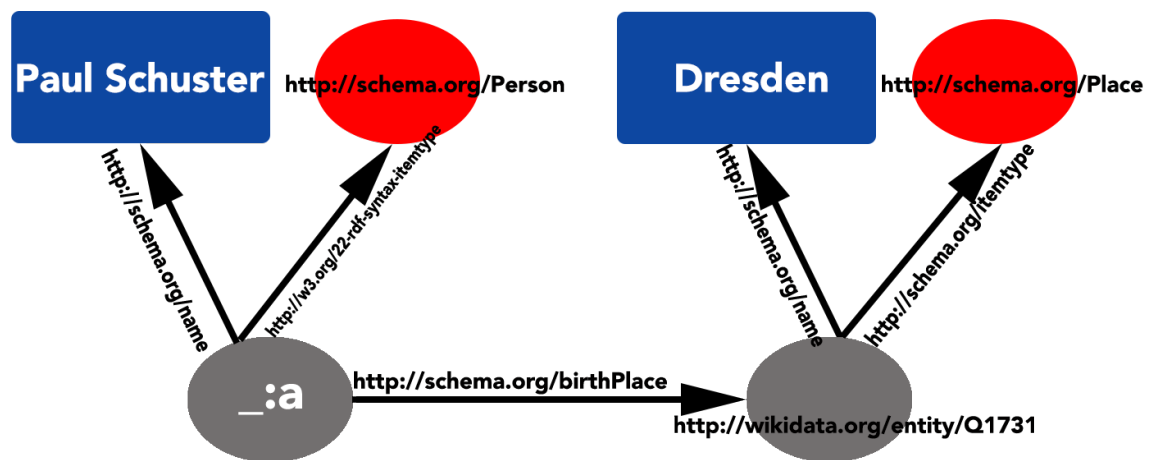 Paul Schuster
http://schema.org/Person
Dresden
http://schema.org/Place
http://schema.org/name
http://w3.org/22-rdf-syntax-itemtype
http://schema.org/name
http://schema.org/itemtype
_:a
http://schema.org/birthPlace
http://wikidata.org/entity/Q1731